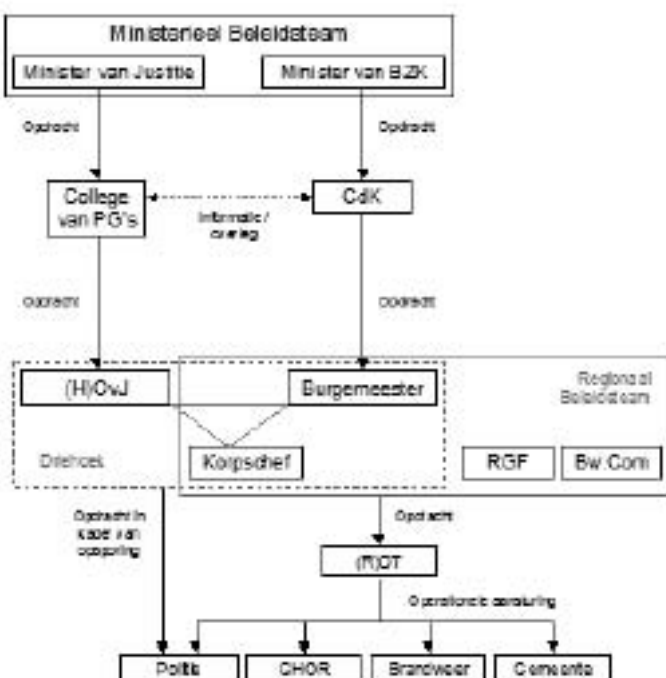 Ministerieel Beleidsteam
Minister van Justitie
Minister van BZK
Opdracht
Opdracht
College
van PG's
CdK
Informatie /
overleg
Opdracht
Opdracht
(H)OvJ
Burgemeester
Regionaal
Beleidsteam
Driehoek
Korpschef
RGF
Bw.Com
Opdracht in
kader van
opsporing
Opdracht
(R)OT
Operationele aansturing
Politie
GHOR
Brandweer
Gemeente